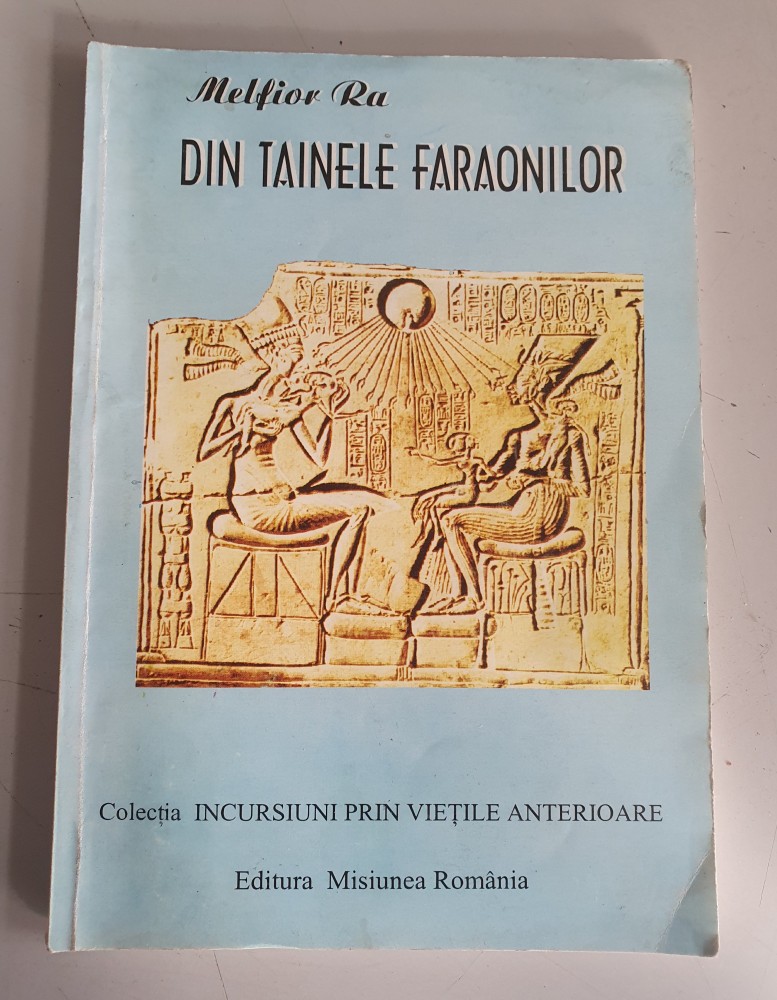 Melfior Ra
DIN TAINELE FARAONILOR
Colecția INCURSIUNI PRIN VIEȚILE ANTERIOARE
Editura Misiunea România